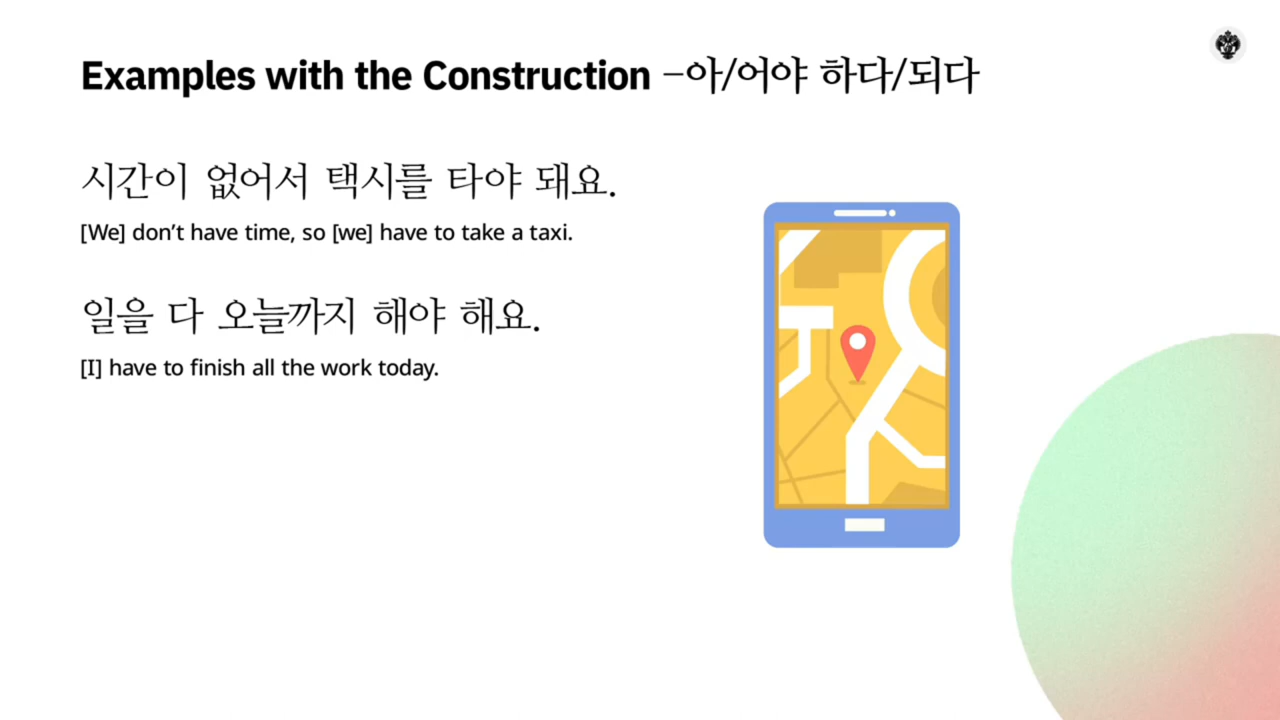 Examples with the Construction –아/어야 하다/되다
시간이 없어서 택시를 타야 돼요.
[We] don’t have time, so [we] have to take a taxi.
일을 다 오늘까지 해야 해요.
[I] have to finish all the work today.